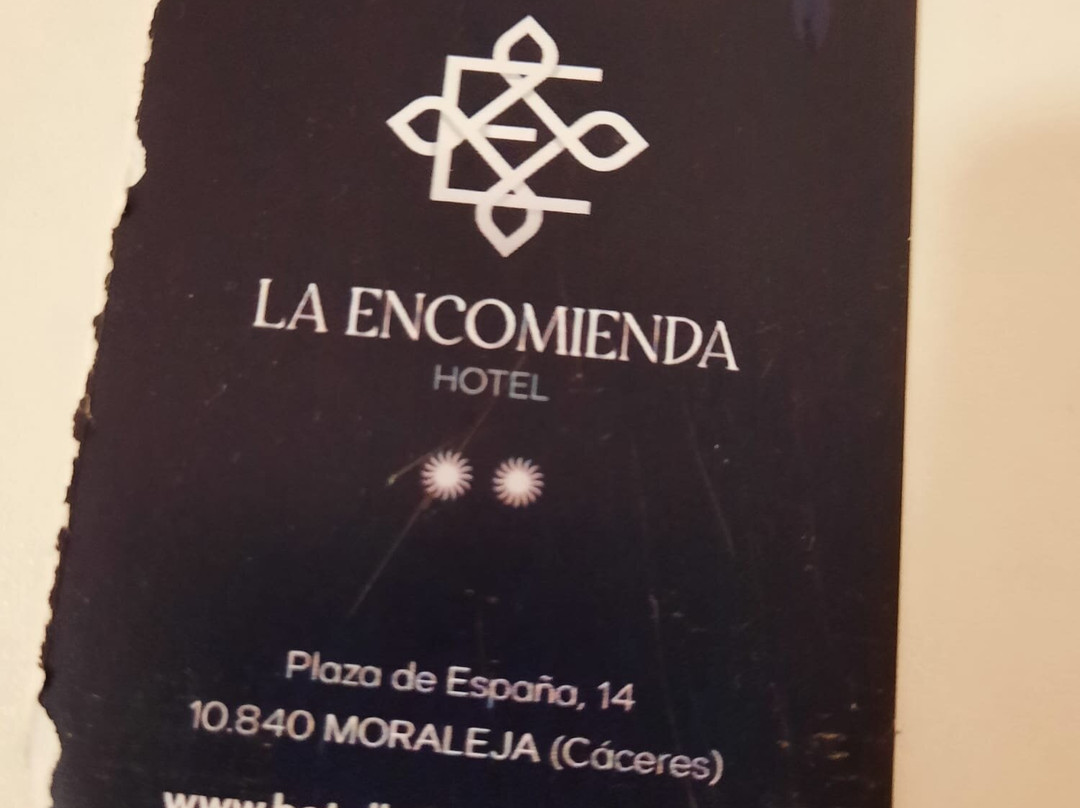 LA ENCOMIENDA
HOTEL
Plaza de España, 14
10.840 MORALEJA (Cáceres)